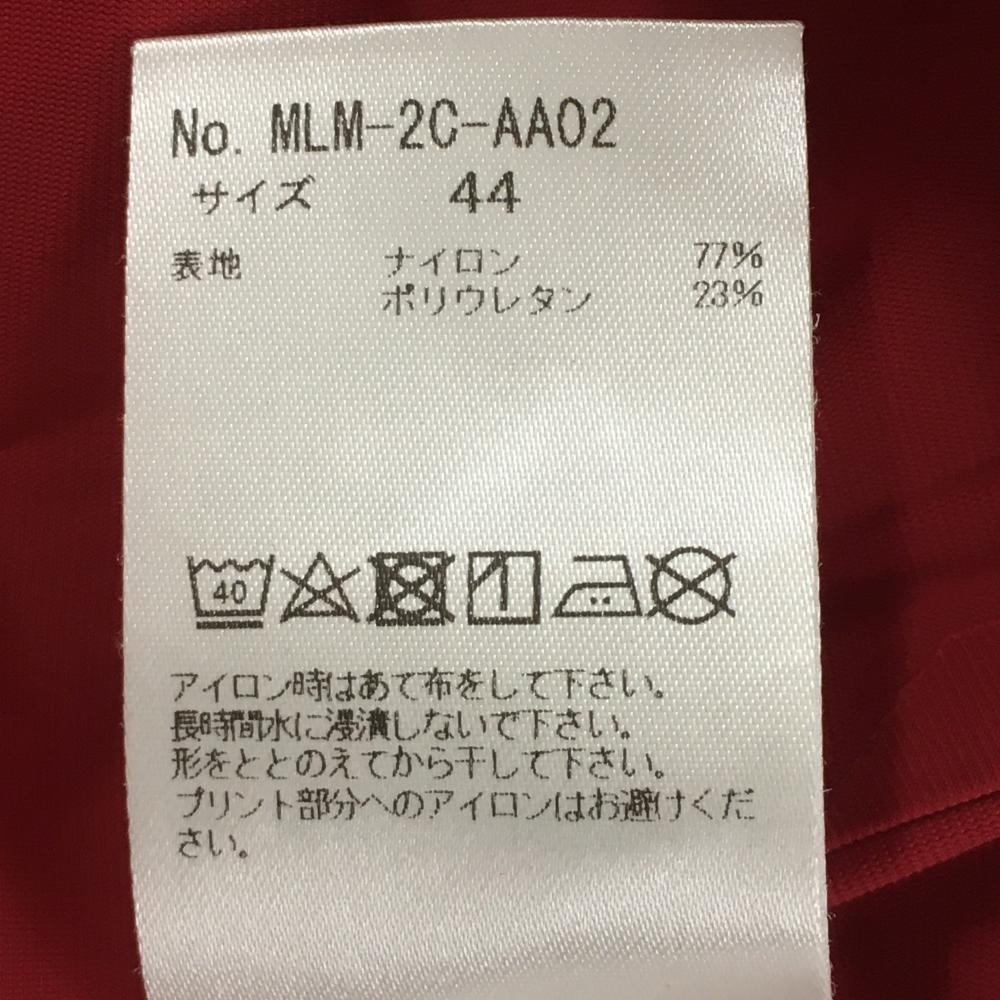 No. MLM-2C-AA02
サイズ 44
表地 ナイロン 77%
ポリウレタン 23%
40
アイロン時はあて布をして下さい。
長時間水に浸漬しないで下さい。
形をととのえてから干して下さい。
プリント部分へのアイロンはお避けくだ
さい。